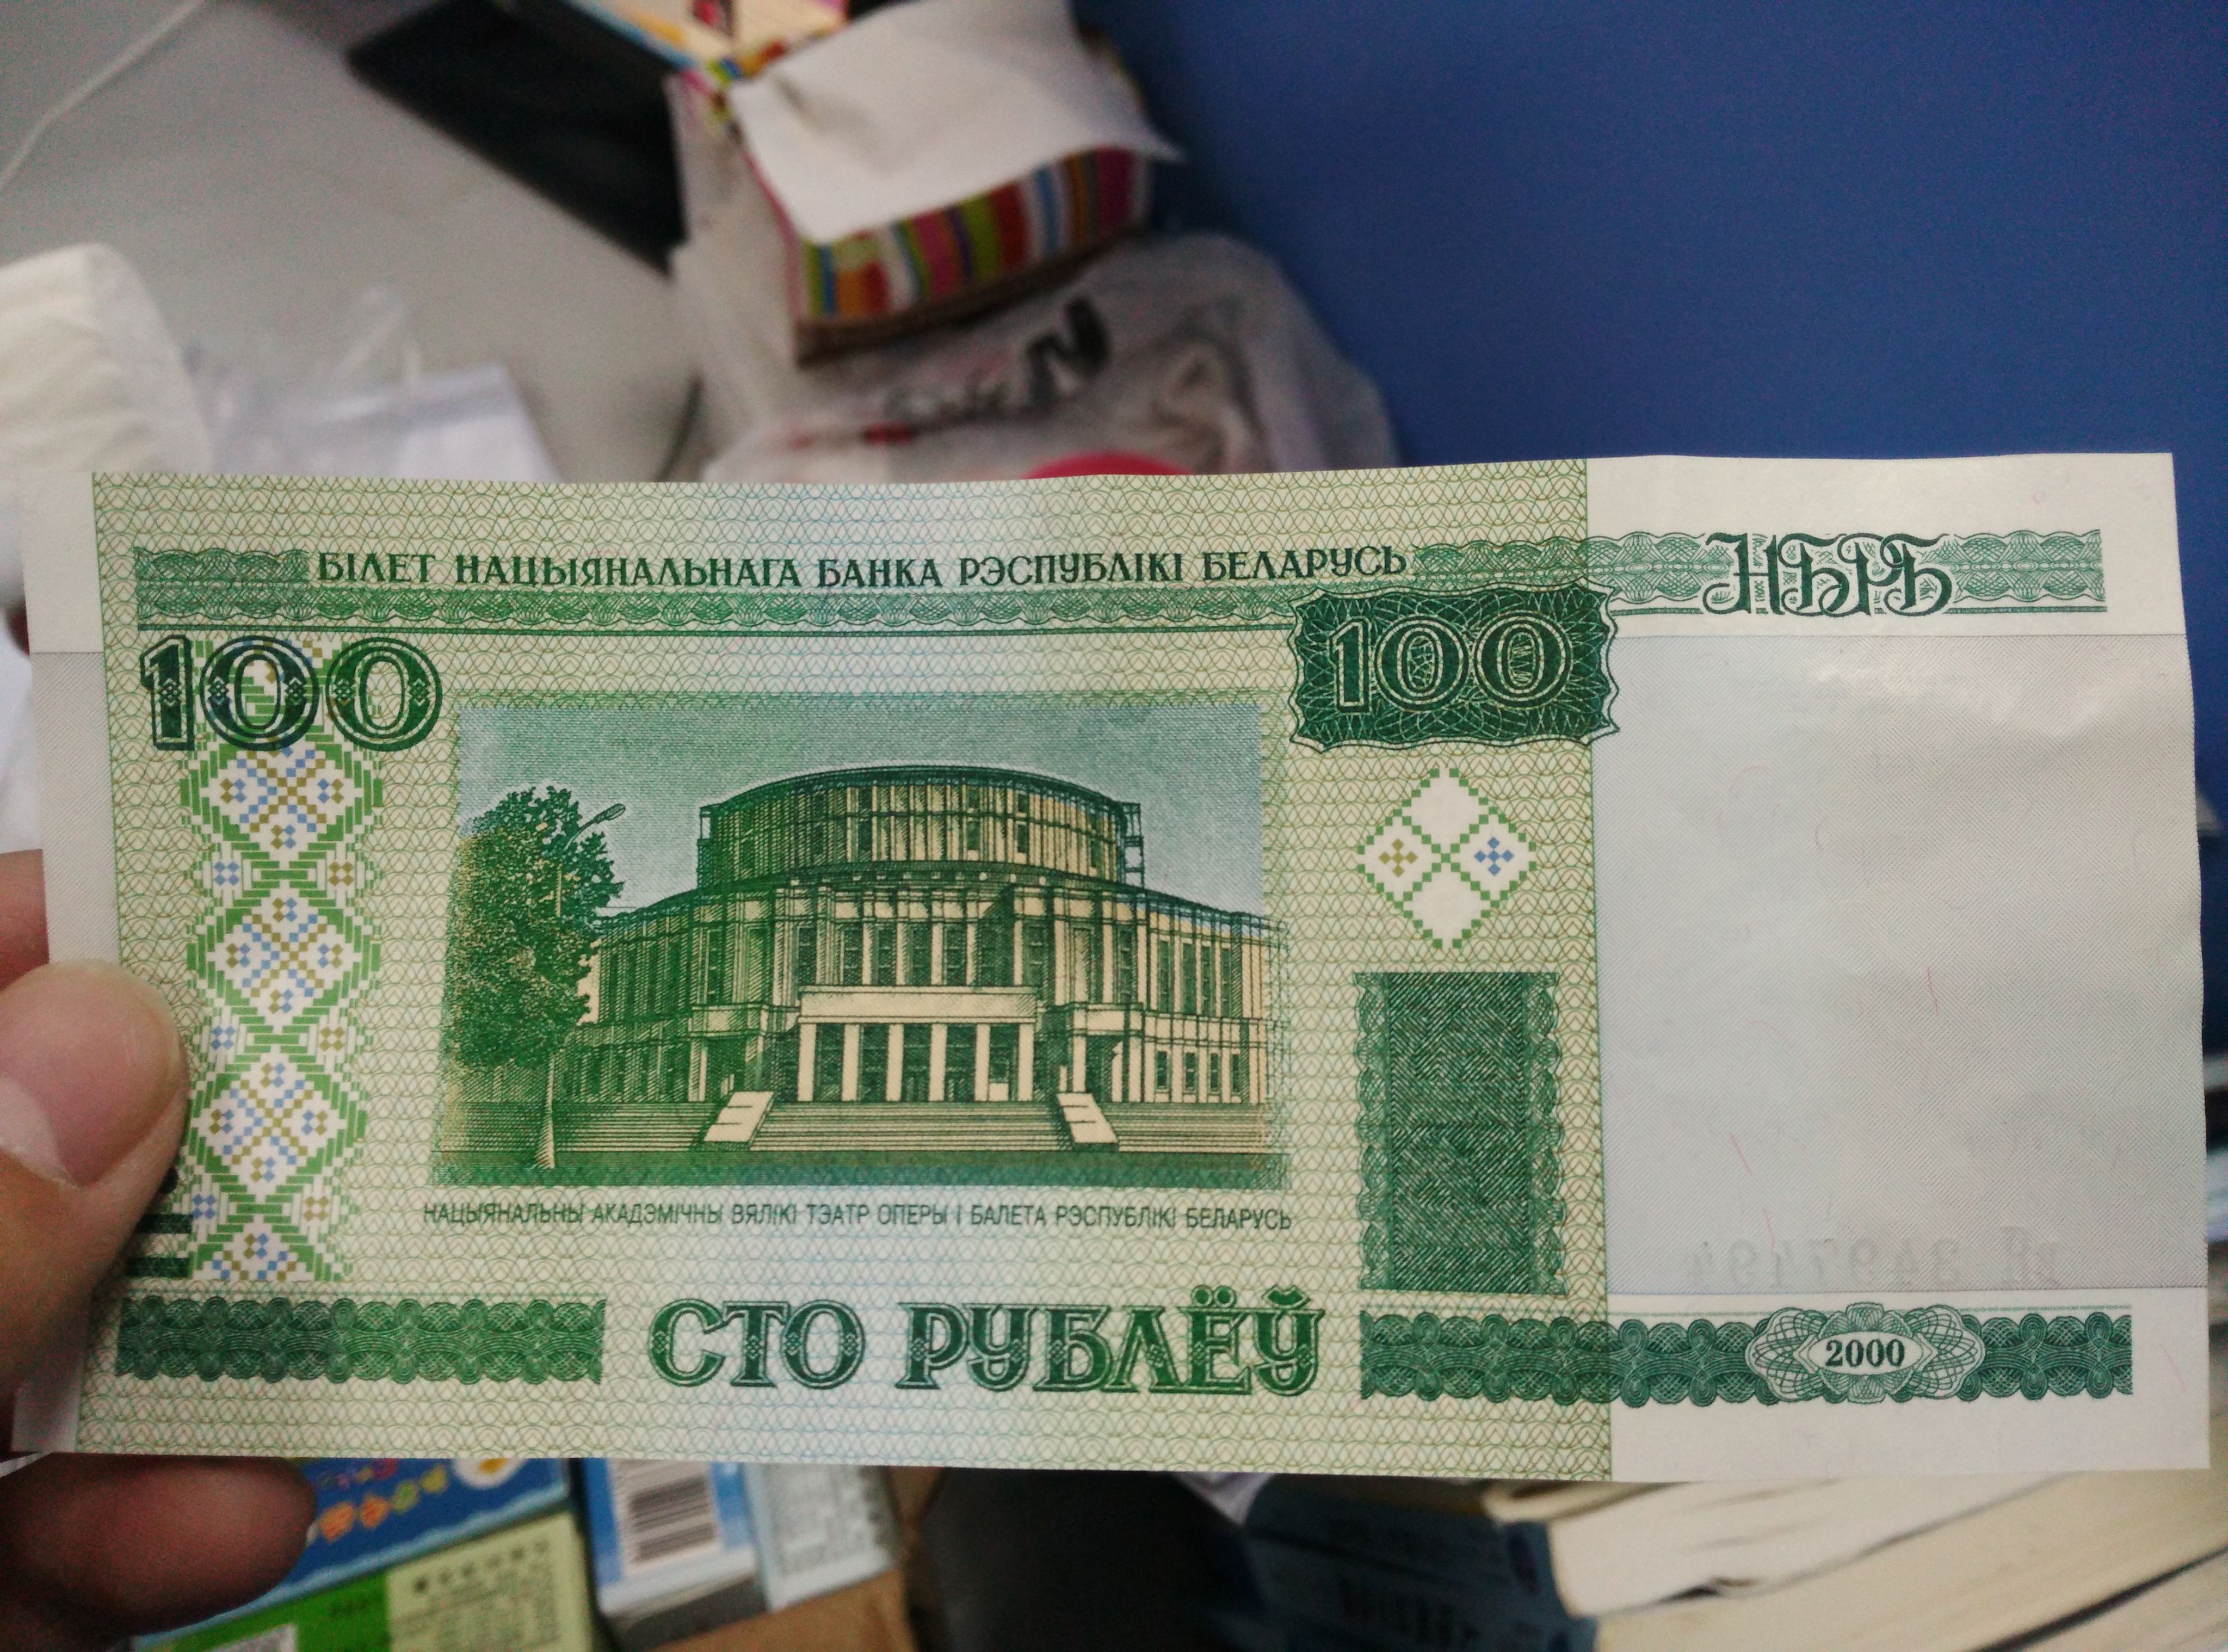 БІЛЕТ НАЦЫЯНАЛЬНАГА БАНКА РЭСПУБЛІКІ БЕЛАРУСЬ
НБРБ
100
100
НАЦЫЯНАЛЬНЫ АКАДЭМІЧНЫ ВЯЛІКІ ТЭАТР ОПЕРЫ І БАЛЕТА РЭСПУБЛІКІ БЕЛАРУСЬ
СТО РУБЛЁЎ
2000